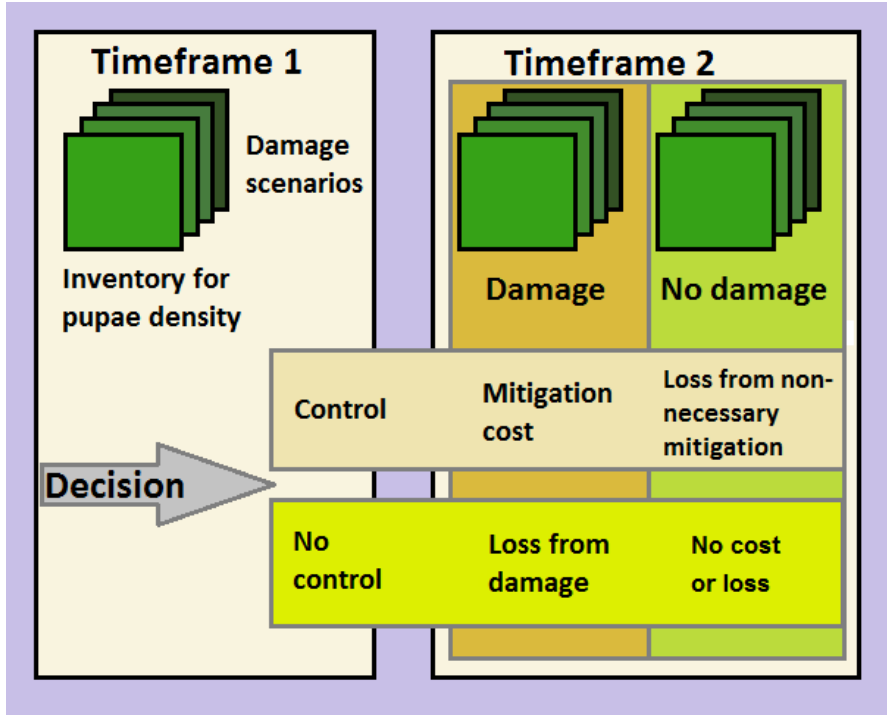 Timeframe 1
Damage
scenarios
Inventory for
pupae density
Timeframe 2
Damage
No damage
Decision
Control
Mitigation
cost
Loss from non-
necessary
mitigation
No
control
Loss from
damage
No cost
or loss